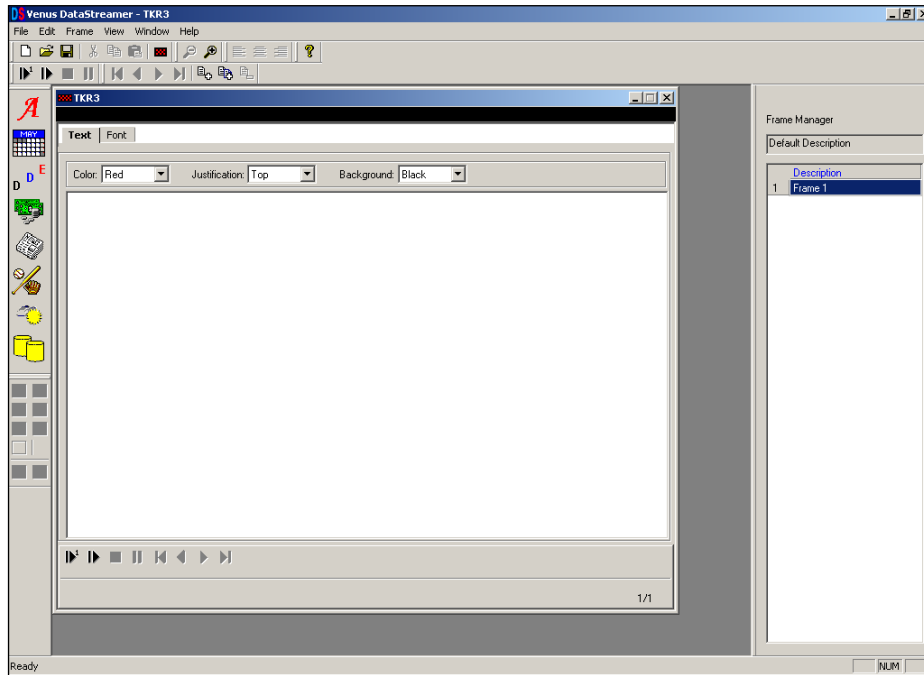 DS Venus DataStreamer - TKR3
File Edit Frame View Window Help
TKR3
Text Font
Color: Red Justification: Top Background: Black
A
MAY
D D E
1/1
Frame Manager
Default Description
Description
1 Frame 1
Ready NUM